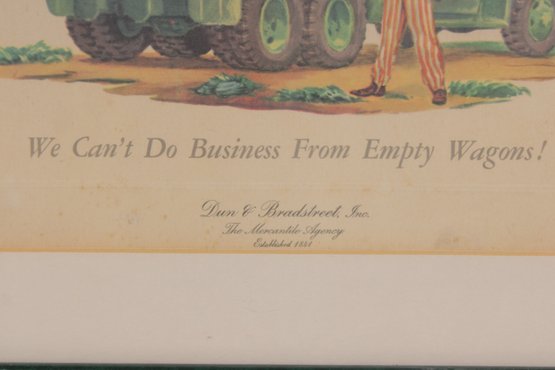 We Can't Do Business From Empty Wagons!
Dun & Bradstreet, Inc.
The Mercantile Agency
Established 1841